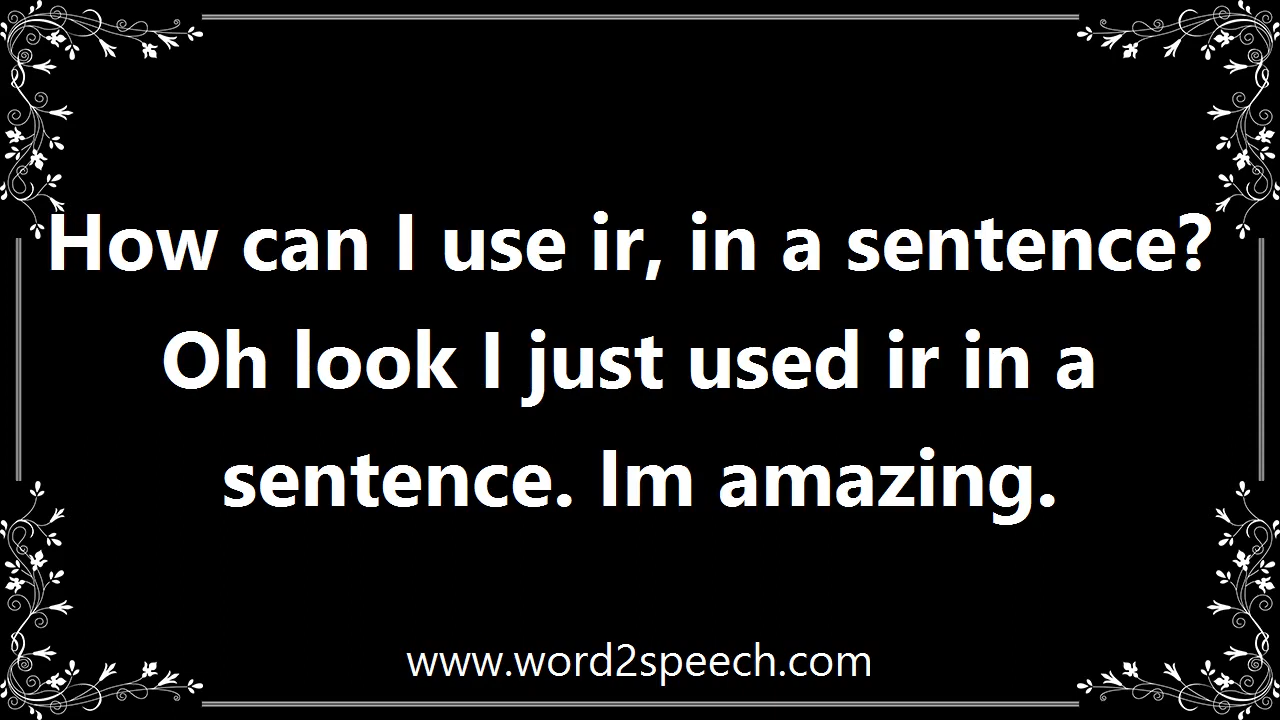 How can I use ir, in a sentence?
Oh look I just used ir in a
sentence. Im amazing.
www.word2speech.com